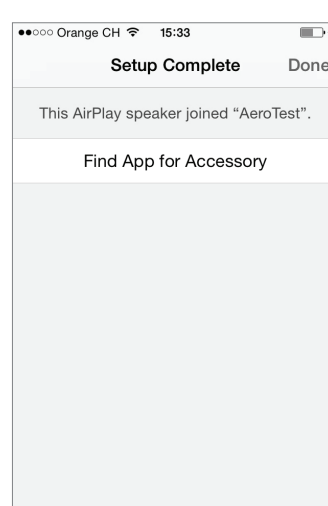 Orange CH 15:33
Setup Complete Done
This AirPlay speaker joined “AeroTest”.
Find App for Accessory